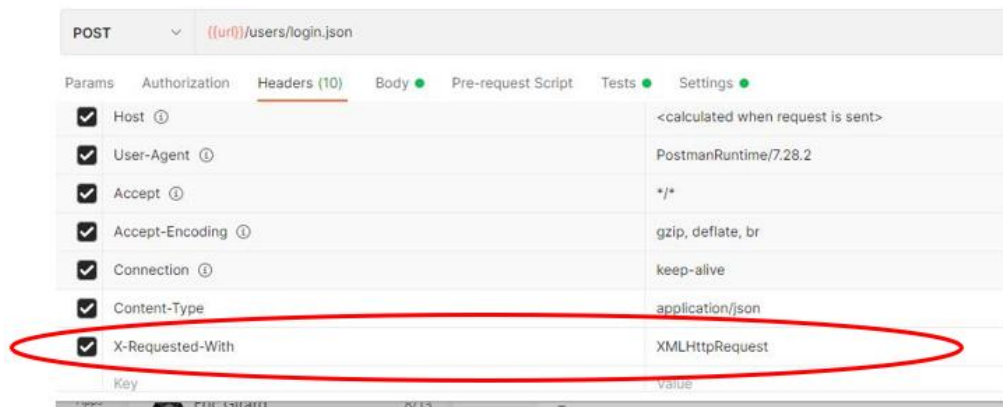 POST {{url}}/users/login.json
Params Authorization Headers (10) Body Pre-request Script Tests Settings
Host <calculated when request is sent>
User-Agent PostmanRuntime/7.28.2
Accept */*
Accept-Encoding gzip, deflate, br
Connection keep-alive
Content-Type application/json
X-Requested-With XMLHttpRequest
Key Value